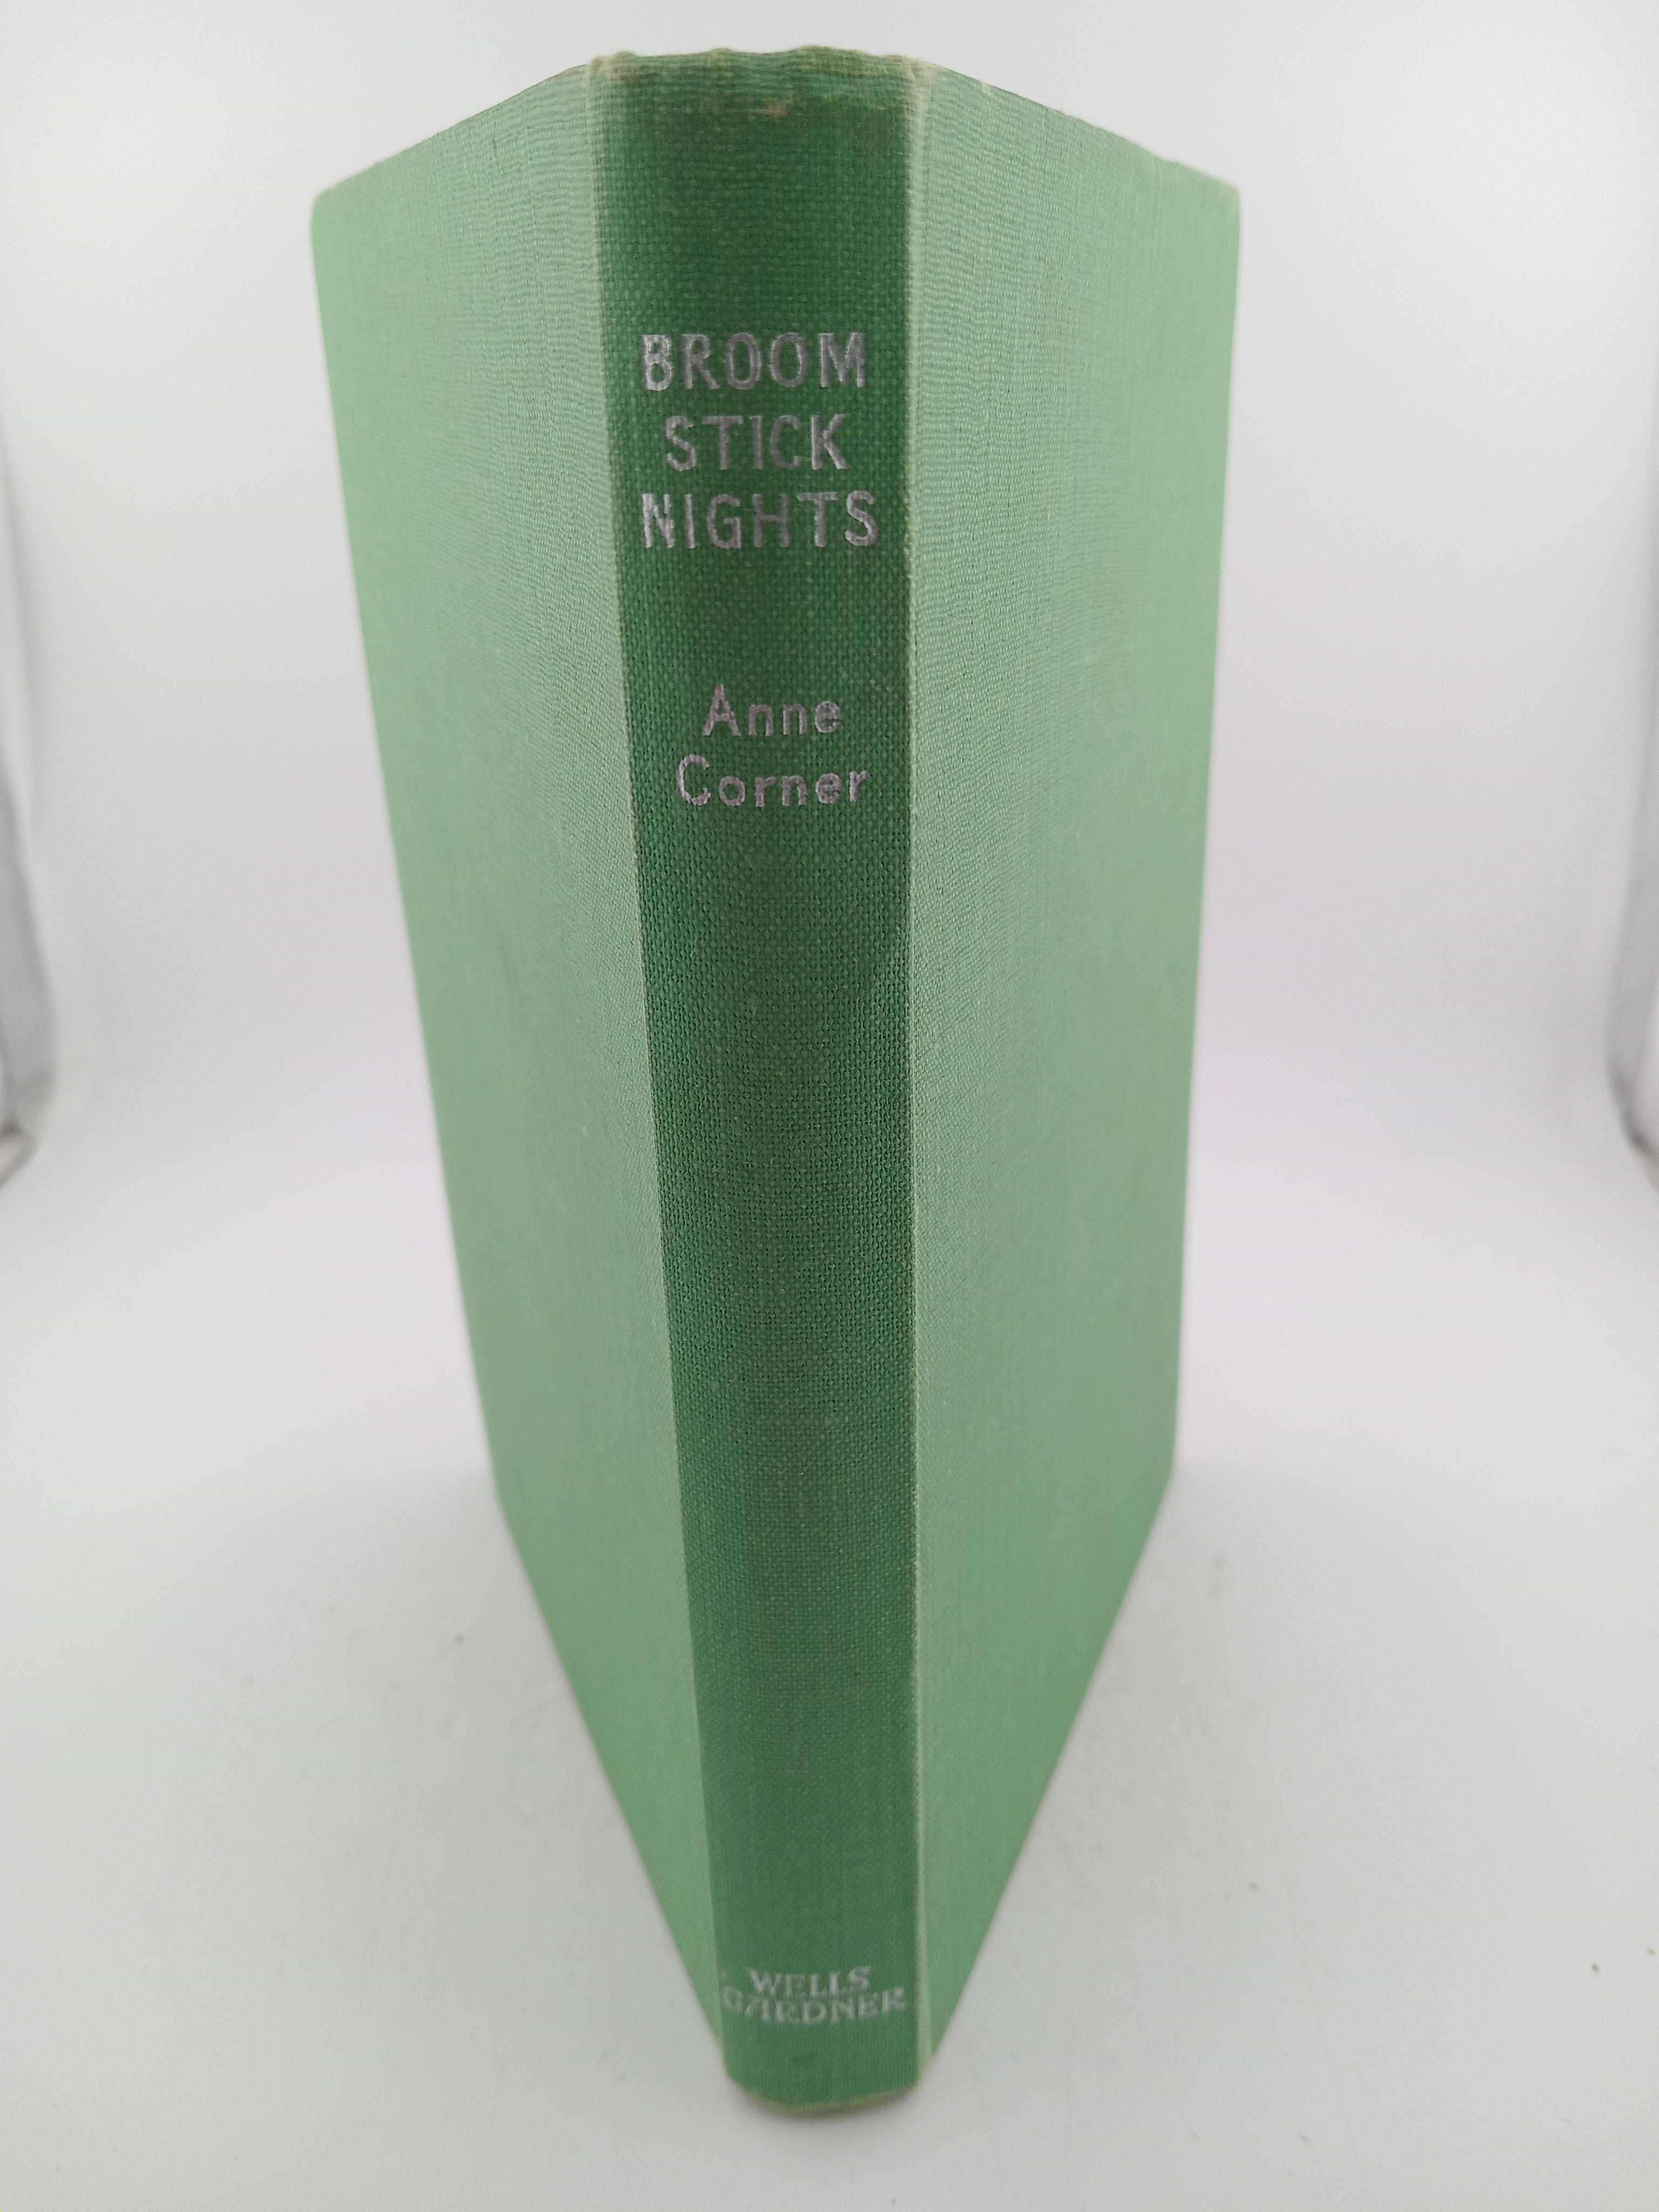 BROOM
STICK
NIGHTS
Anne
Corner
WELLS
GARDNER